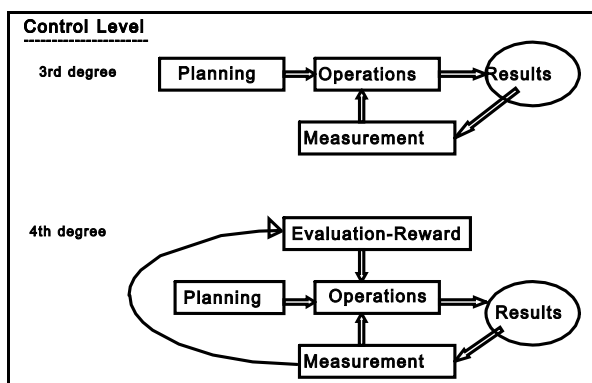 Control Level
3rd degree
Planning
Operations
Results
Measurement
4th degree
Evaluation-Reward
Planning
Operations
Results
Measurement